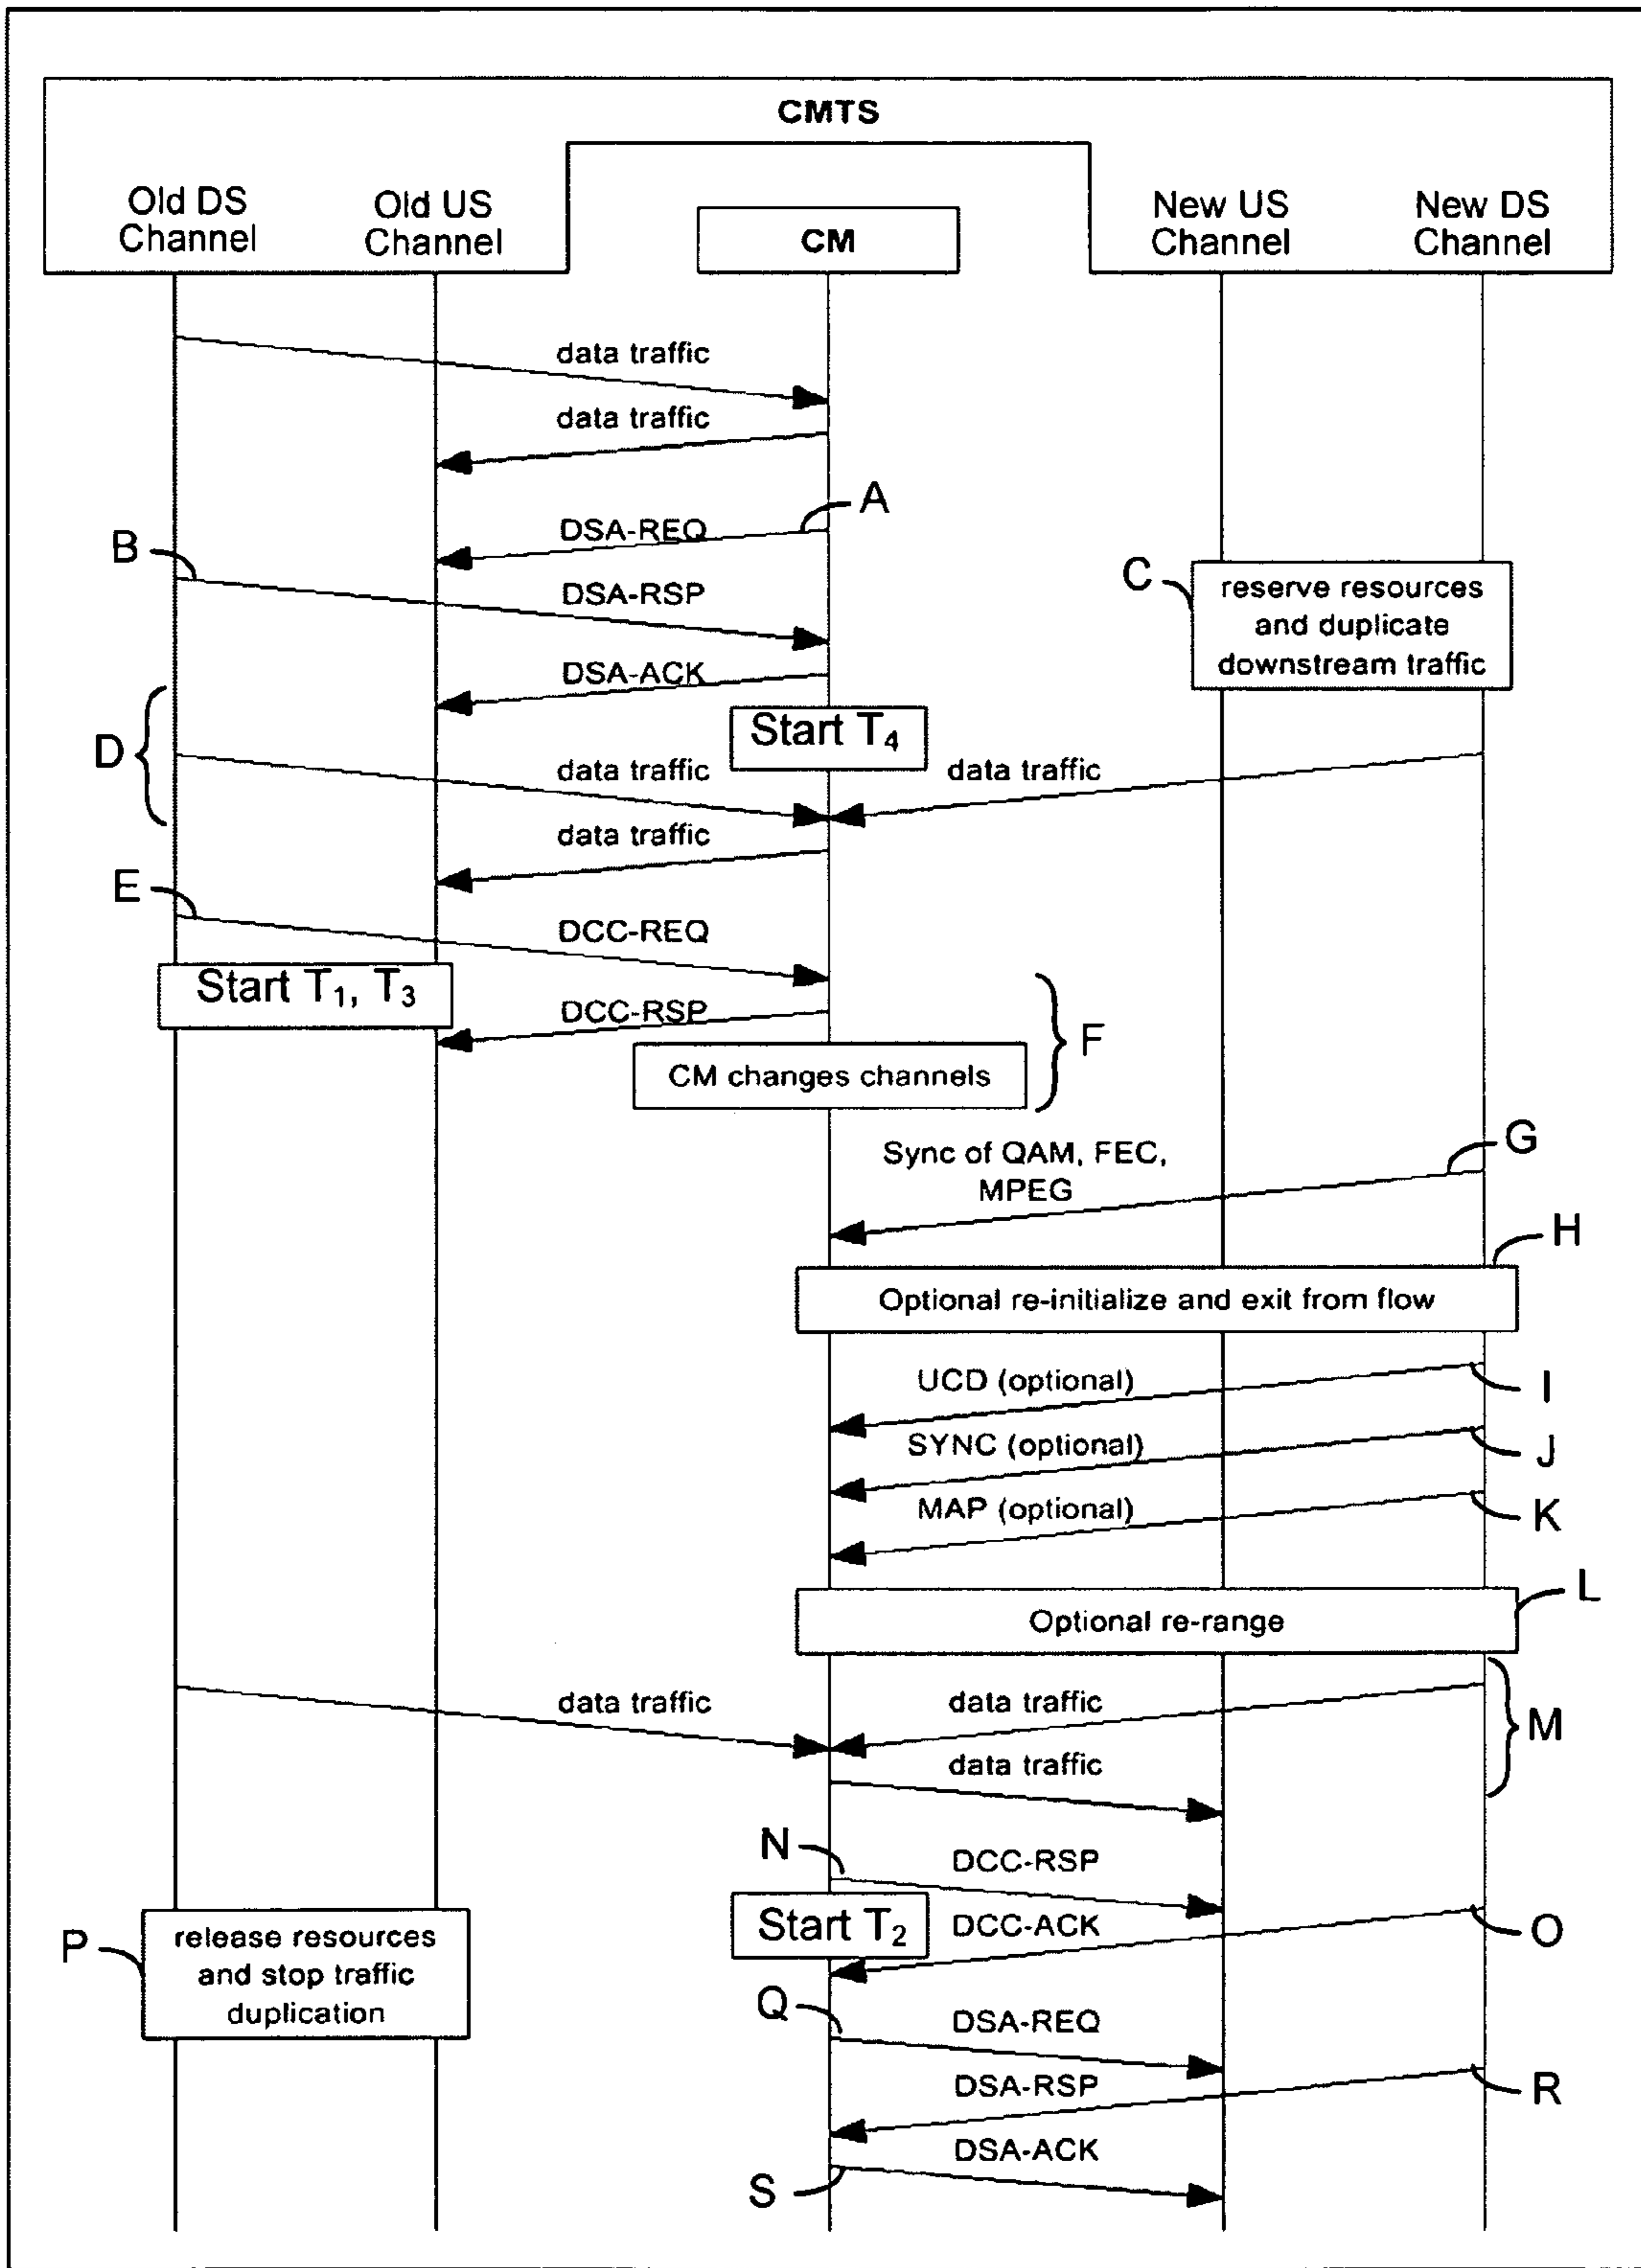 CMTS
Old DS
Channel
Old US
Channel
CM
New US
Channel
New DS
Channel
data traffic
data traffic
A
DSA-REQ
B
DSA-RSP
C
reserve resources
and duplicate
downstream traffic
DSA-ACK
Start T4
D
data traffic
data traffic
data traffic
E
DCC-REQ
Start T1, T3
DCC-RSP
F
CM changes channels
G
Sync of QAM, FEC,
MPEG
H
Optional re-initialize and exit from flow
UCD (optional)
I
SYNC (optional)
J
MAP (optional)
K
L
Optional re-range
data traffic
data traffic
M
data traffic
N
DCC-RSP
Start T2
DCC-ACK
O
P
release resources
and stop traffic
duplication
Q
DSA-REQ
DSA-RSP
R
DSA-ACK
S